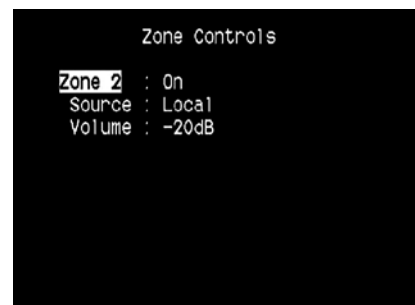 Zone Controls
Zone 2 : On
Source : Local
Volume : -20dB